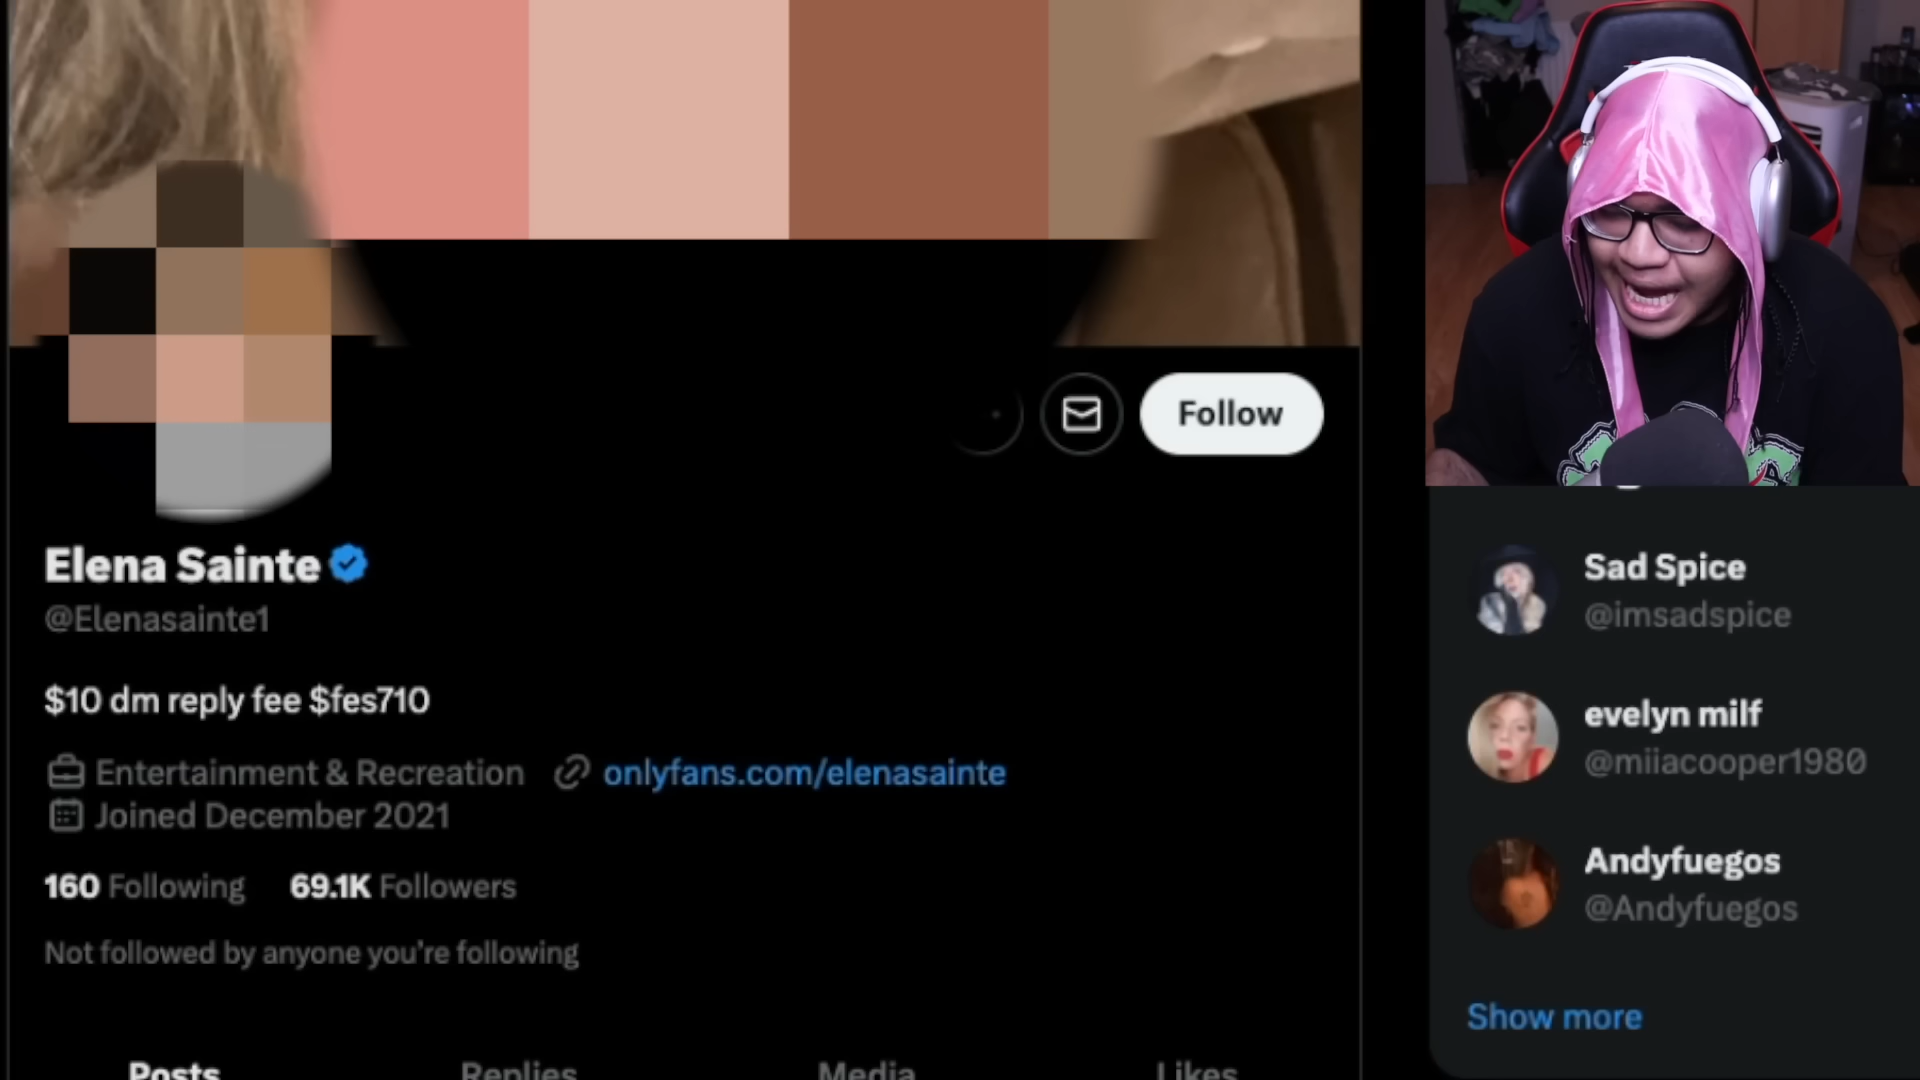 Follow
Elena Sainte
@Elenasainte1
$10 dm reply fee $fes710
Entertainment & Recreation onlyfans.com/elenasainte
Joined December 2021
160 Following 69.1K Followers
Not followed by anyone you're following
Posts Replies Media Likes
Sad Spice
@imsadspice
evelyn milf
@miiacooper1980
Andyfuegos
@Andyfuegos
Show more